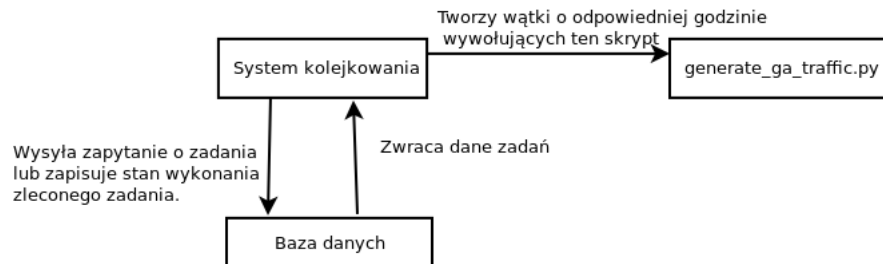 Tworzy wątki o odpowiedniej godzinie
wywołujących ten skrypt
System kolejkowania
generate_ga_traffic.py
Wysyła zapytanie o zadania
lub zapisuje stan wykonania
zleconego zadania.
Zwraca dane zadań
Baza danych